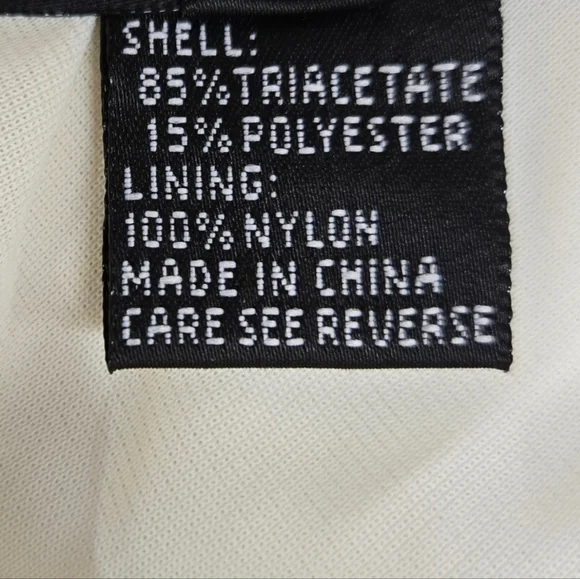 SHELL:
85% TRIACETATE
15% POLYESTER
LINING:
100% NYLON
MADE IN CHINA
CARE SEE REVERSE